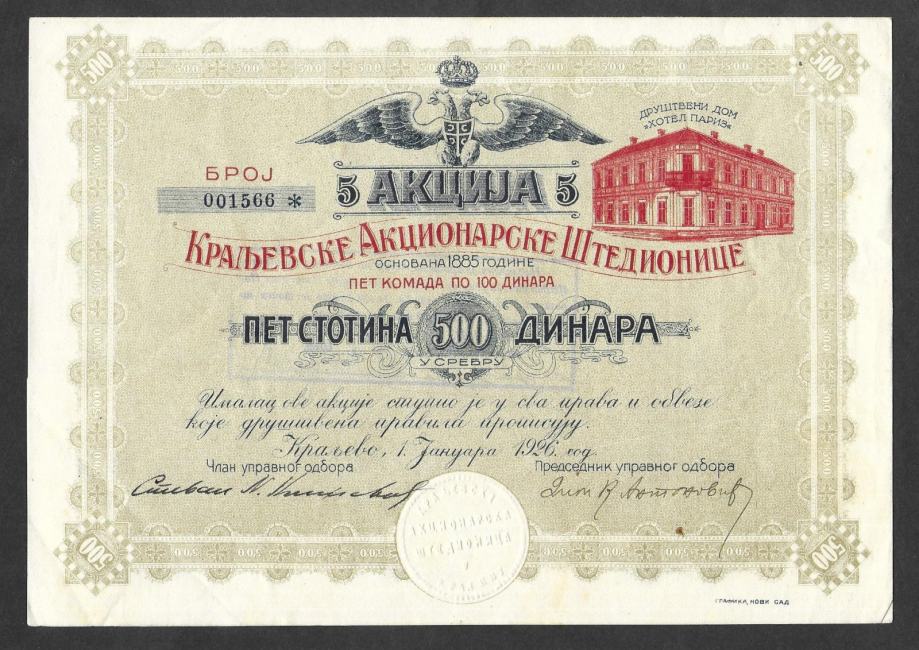 500
500
ДРУШТВЕНИ ДОМ
»ХОТЕЛ ПАРИЗ«
БРОЈ
001566 *
5 АКЦИЈА 5
КРАЉЕВСКЕ АКЦИОНАРСКЕ ШТЕДИОНИЦЕ
ОСНОВАНА 1885 ГОДИНЕ
ПЕТ КОМАДА ПО 100 ДИНАРА
ПЕТ СТОТИНА 500 ДИНАРА
У СРЕБРУ
Ималац ове акције ступио је у сва права и обвезе
које друштвена правила прописују.
Краљево, 1. Јануара 1926. год.
Члан управног одбора
Председник управног одбора
500
500
ГРАФИКА, НОВИ САД